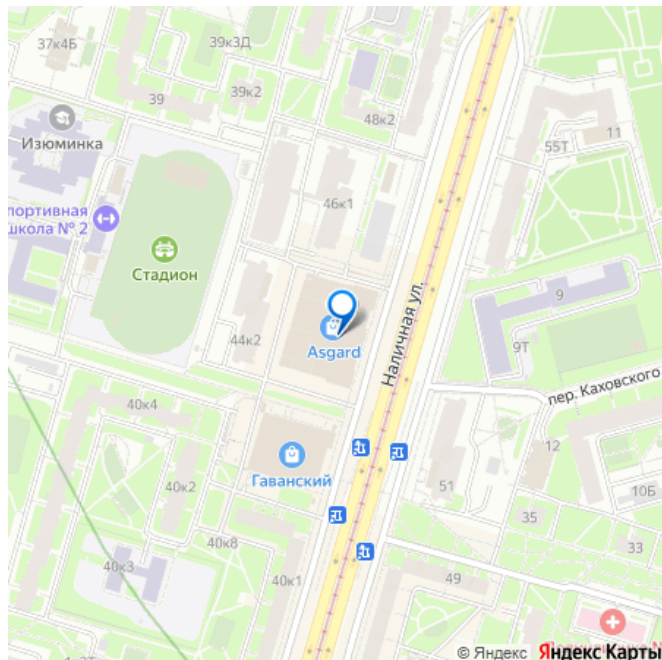 37к4Б
39к3Д
39
39к2
48к2
11
55Т
Изюминка
46к1
портивная
школа № 2
Стадион
Наличная ул.
9
9Т
44к2
Asgard
пер. Каховского
40к4
Гаванский
12
51
10Б
40к2
35
40к8
33
40к3
40к1
49
© Яндекс
Яндекс Карты